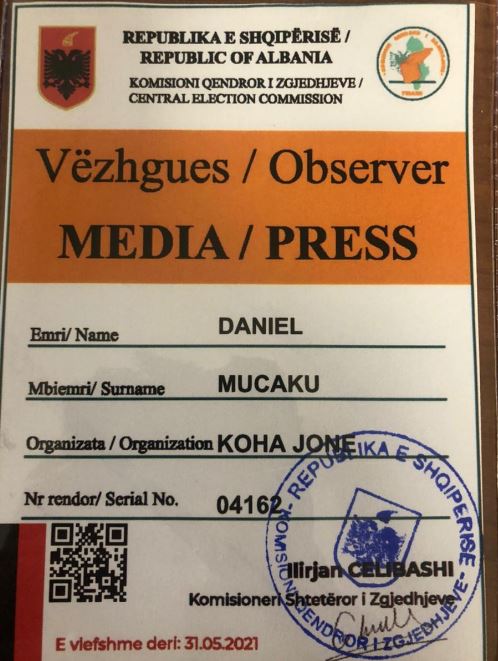 REPUBLIKA E SHQIPËRISË /
REPUBLIC OF ALBANIA
KOMISIONI QENDROR I ZGJEDHJEVE /
CENTRAL ELECTION COMMISSION
Vëzhgues / Observer
MEDIA / PRESS
Emri/ Name DANIEL
Mbiemri/ Surname MUCAKU
Organizata / Organization KOHA JONE
Nr rendor/ Serial No. 04162
REPUBLIKA E SHQIPERISE
KOMISIONI QENDROR I ZGJEDHJEVE
Ilirjan CELIBASHI
Komisioneri Shtetëror i Zgjedhjeve
E vlefshme deri: 31.05.2021